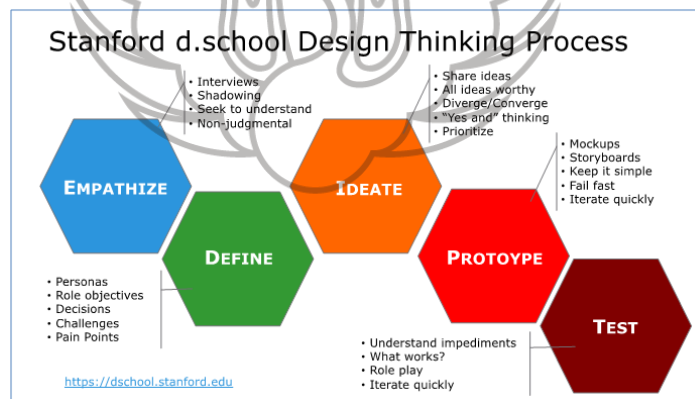 Stanford d.school Design Thinking Process
• Interviews
• Shadowing
• Seek to understand
• Non-judgmental
• Share ideas
• All ideas worthy
• Diverge/Converge
• “Yes and” thinking
• Prioritize
• Mockups
• Storyboards
• Keep it simple
• Fail fast
• Iterate quickly
EMPATHIZE
IDEATE
DEFINE
PROTOYPE
• Personas
• Role objectives
• Decisions
• Challenges
• Pain Points
TEST
• Understand impediments
• What works?
• Role play
• Iterate quickly
https://dschool.stanford.edu